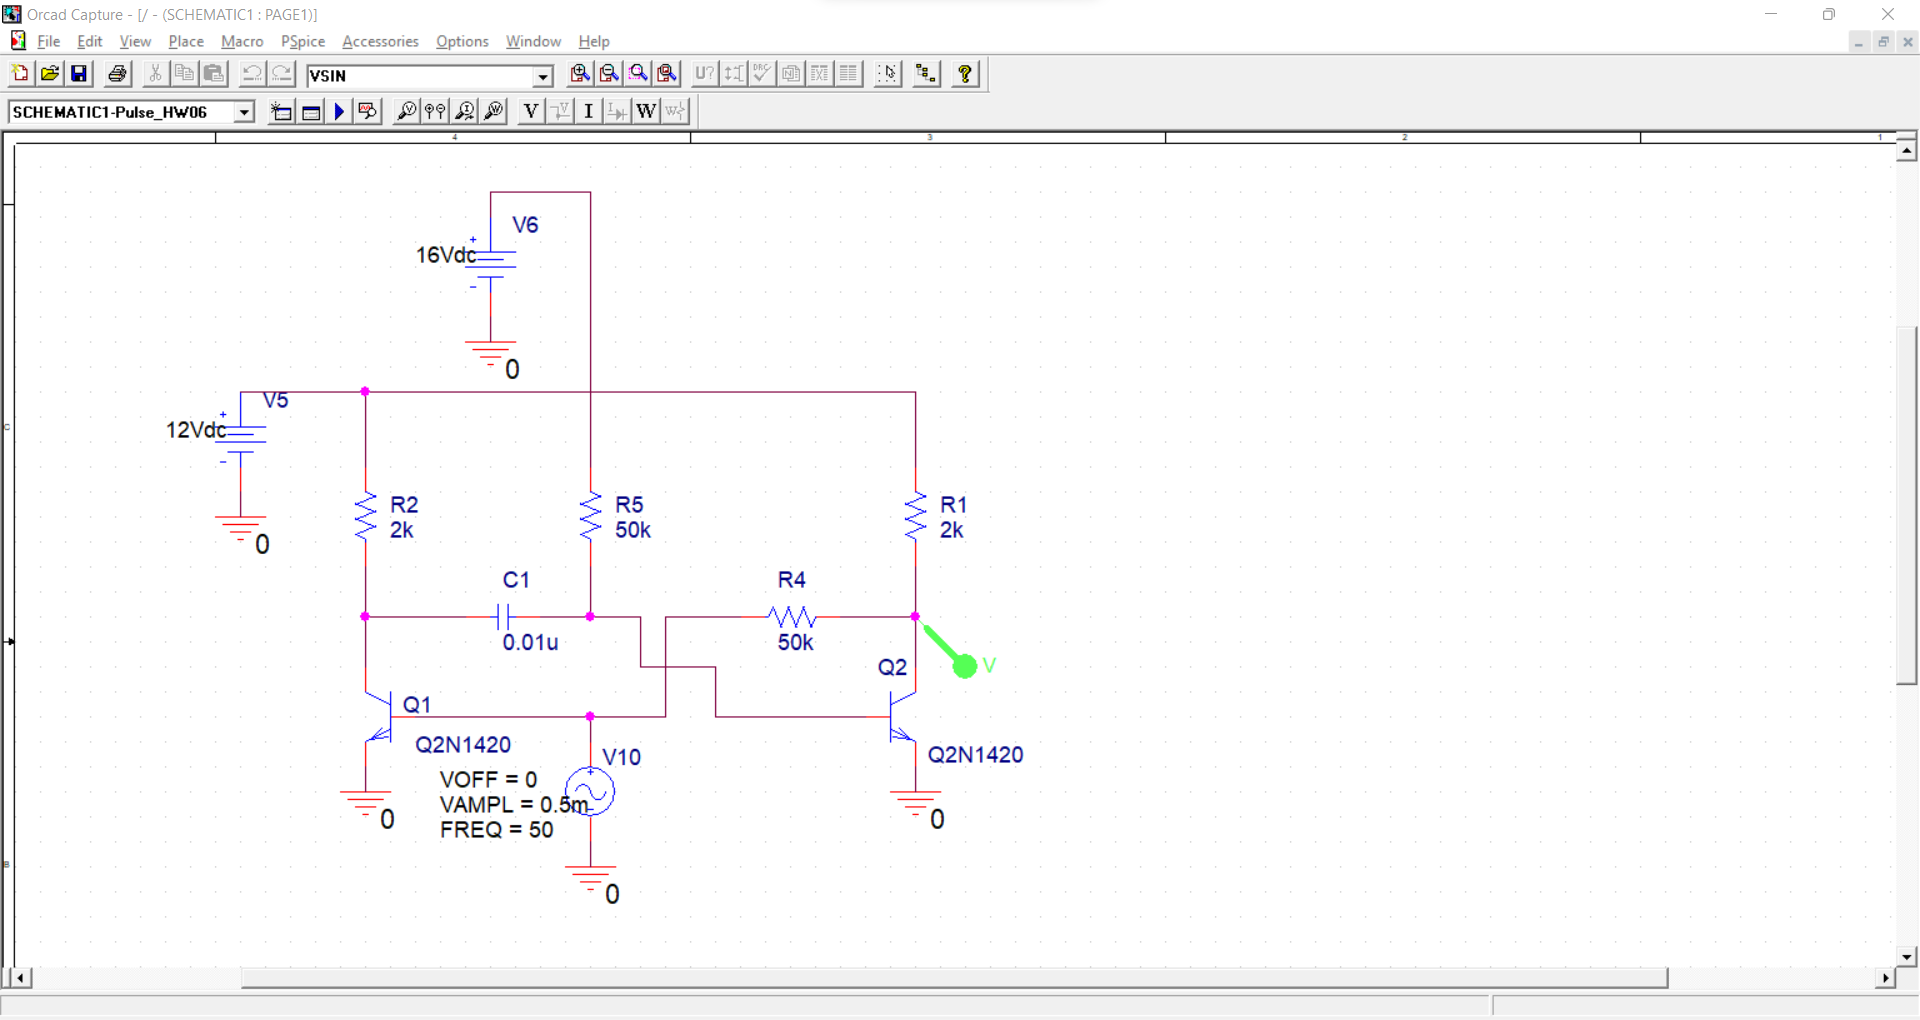 Orcad Capture - [/ - (SCHEMATIC1 : PAGE1)]
File Edit View Place Macro PSpice Accessories Options Window Help
VSIN
U? DRC ?
SCHEMATIC1-Pulse_HW06
V I W
4 3 2 1
V6
16Vdc
+
-
0
V5
12Vdc
+
-
0
C
R2
2k
R5
50k
R1
2k
C1
0.01u
R4
50k
V
Q2
Q1
Q2N1420
Q2N1420
V10
+
-
VOFF = 0
VAMPL = 0.5m
FREQ = 50
0
0
0
B